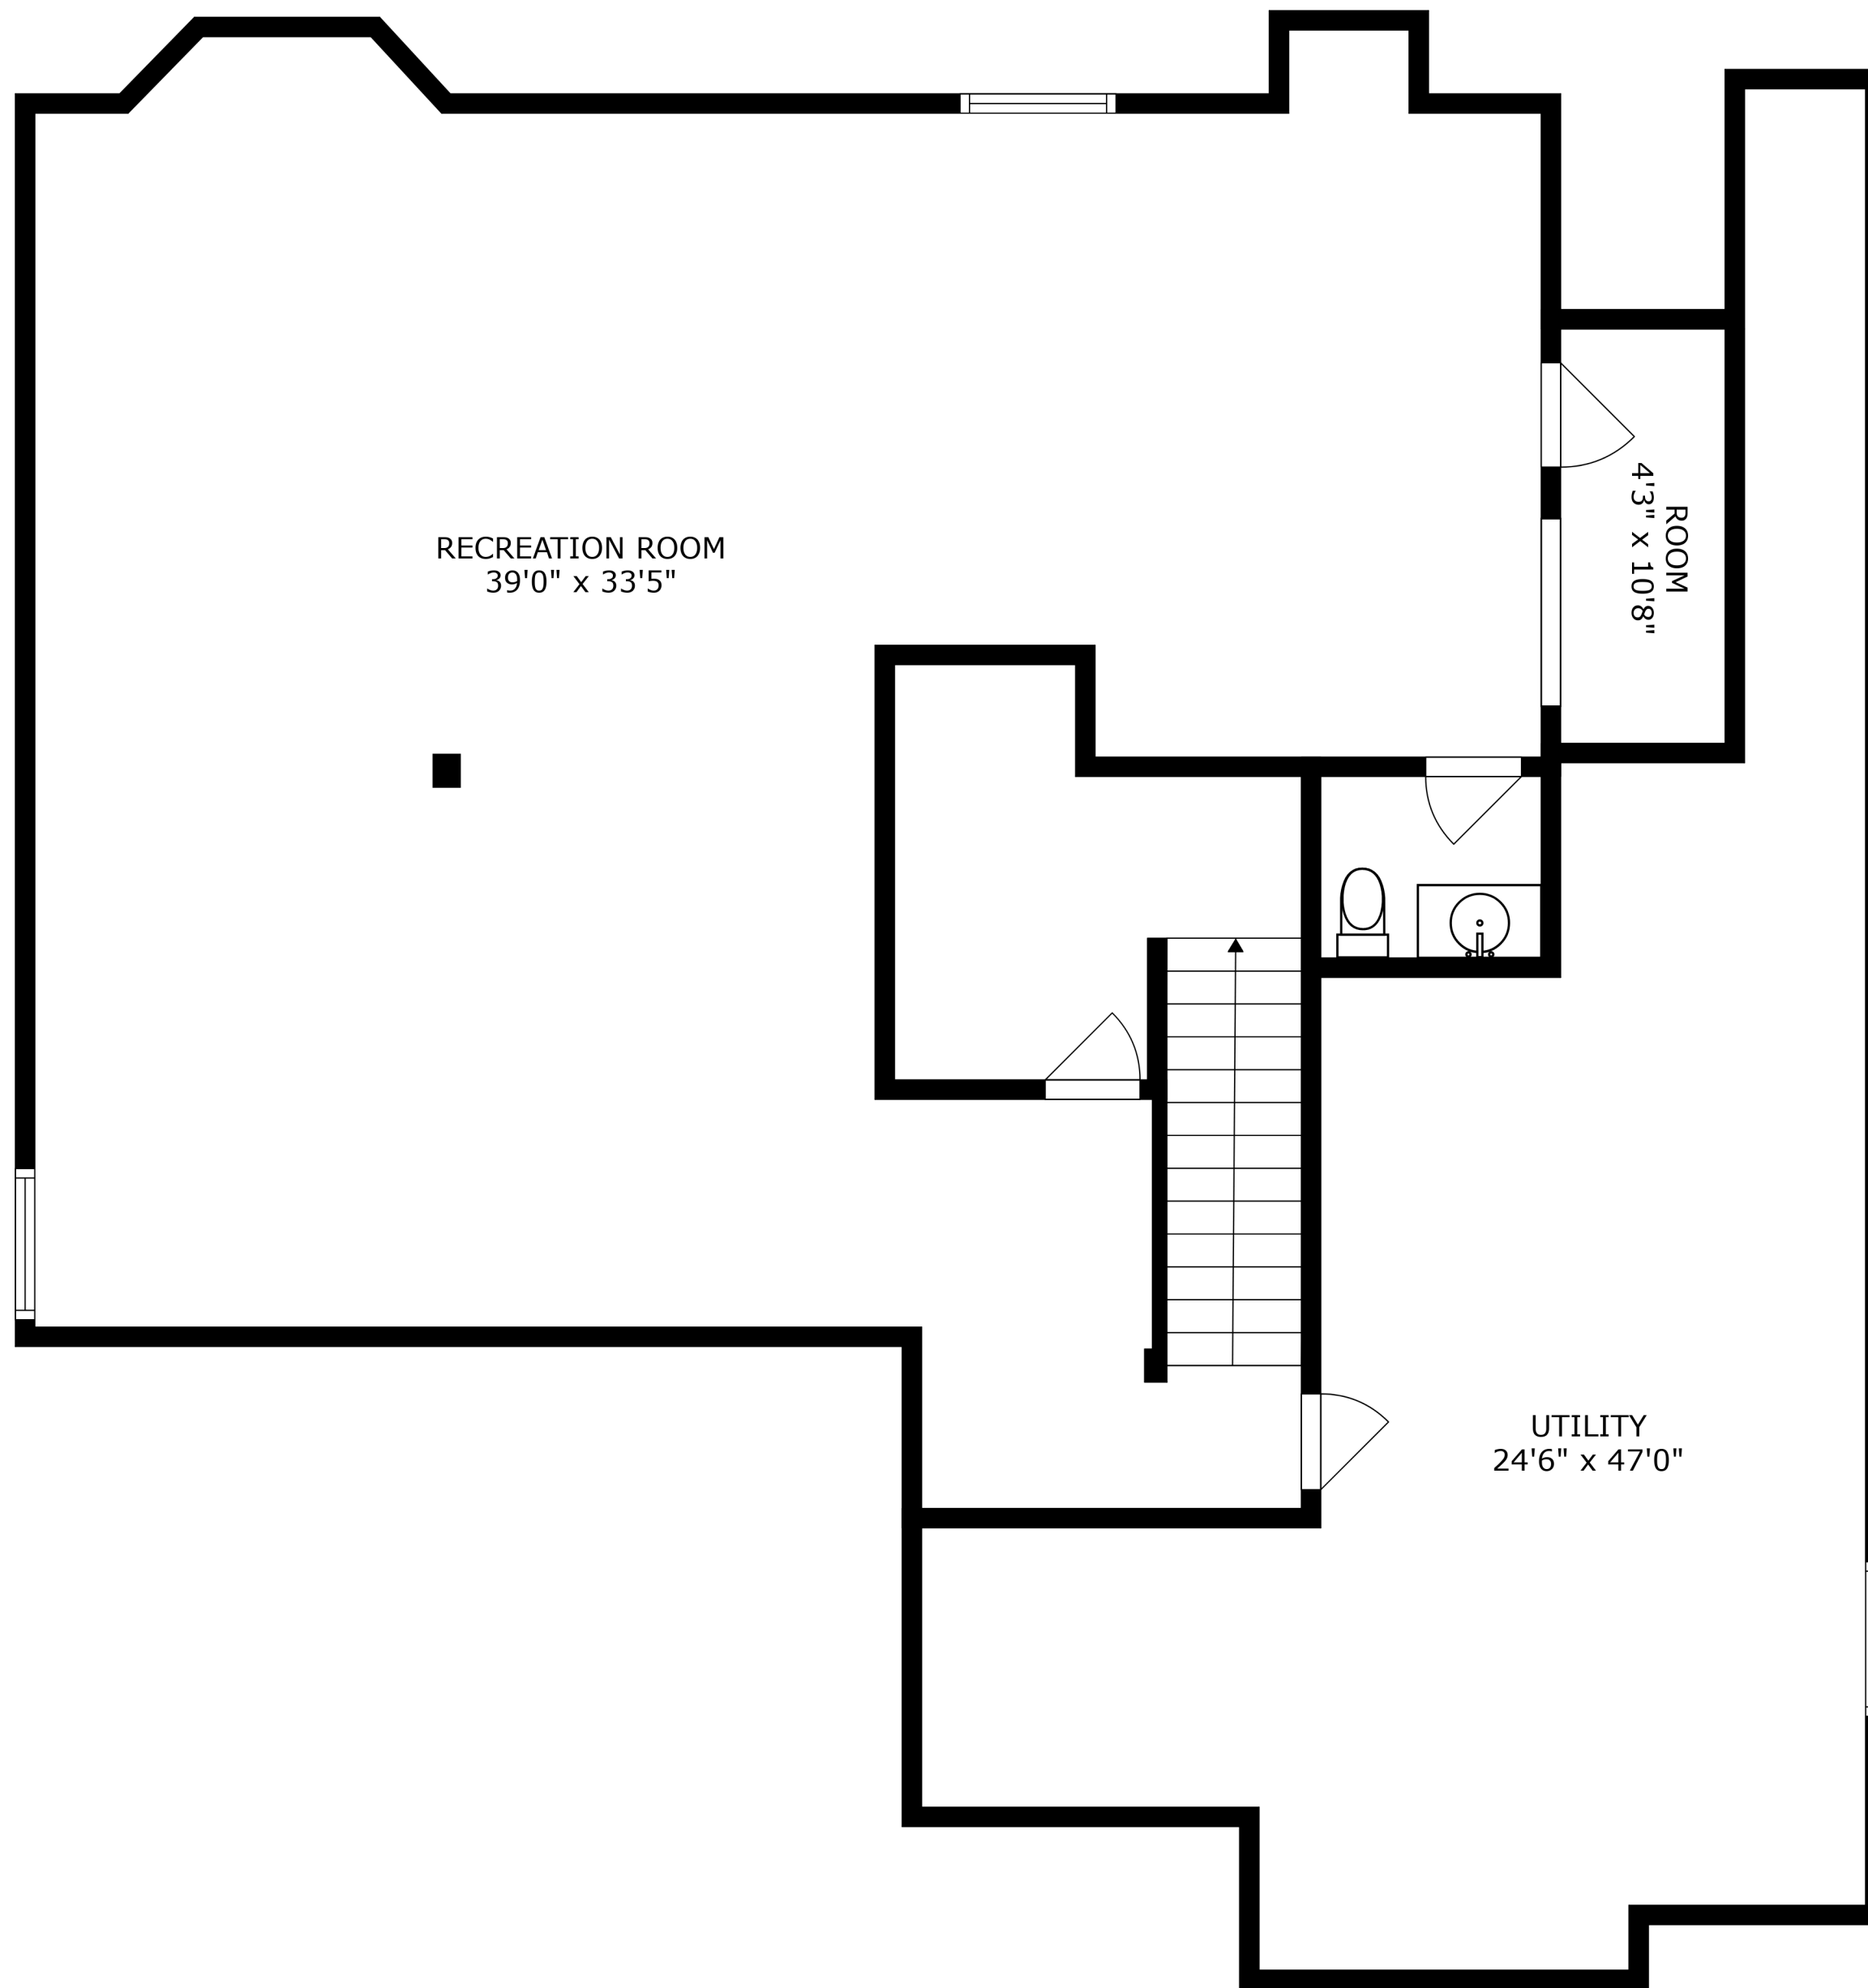 RECREATION ROOM
39'0" x 33'5"
ROOM
4'3" x 10'8"
UTILITY
24'6" x 47'0"